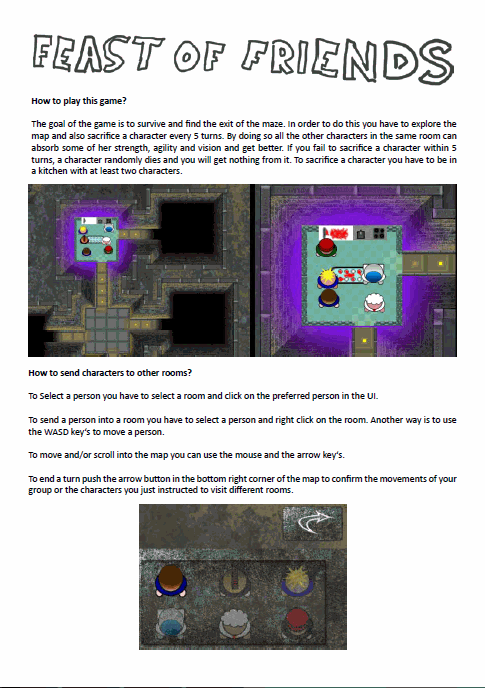 FEAST OF FRIENDS
How to play this game?
The goal of the game is to survive and find the exit of the maze. In order to do this you have to explore the
map and also sacrifice a character every 5 turns. By doing so all the other characters in the same room can
absorb some of her strength, agility and vision and get better. If you fail to sacrifice a character within 5
turns, a character randomly dies and you will get nothing from it. To sacrifice a character you have to be in
a kitchen with at least two characters.
How to send characters to other rooms?
To Select a person you have to select a room and click on the preferred person in the UI.
To send a person into a room you have to select a person and right click on the room. Another way is to use
the WASD key's to move a person.
To move and/or scroll into the map you can use the mouse and the arrow key's.
To end a turn push the arrow button in the bottom right corner of the map to confirm the movements of your
group or the characters you just instructed to visit different rooms.